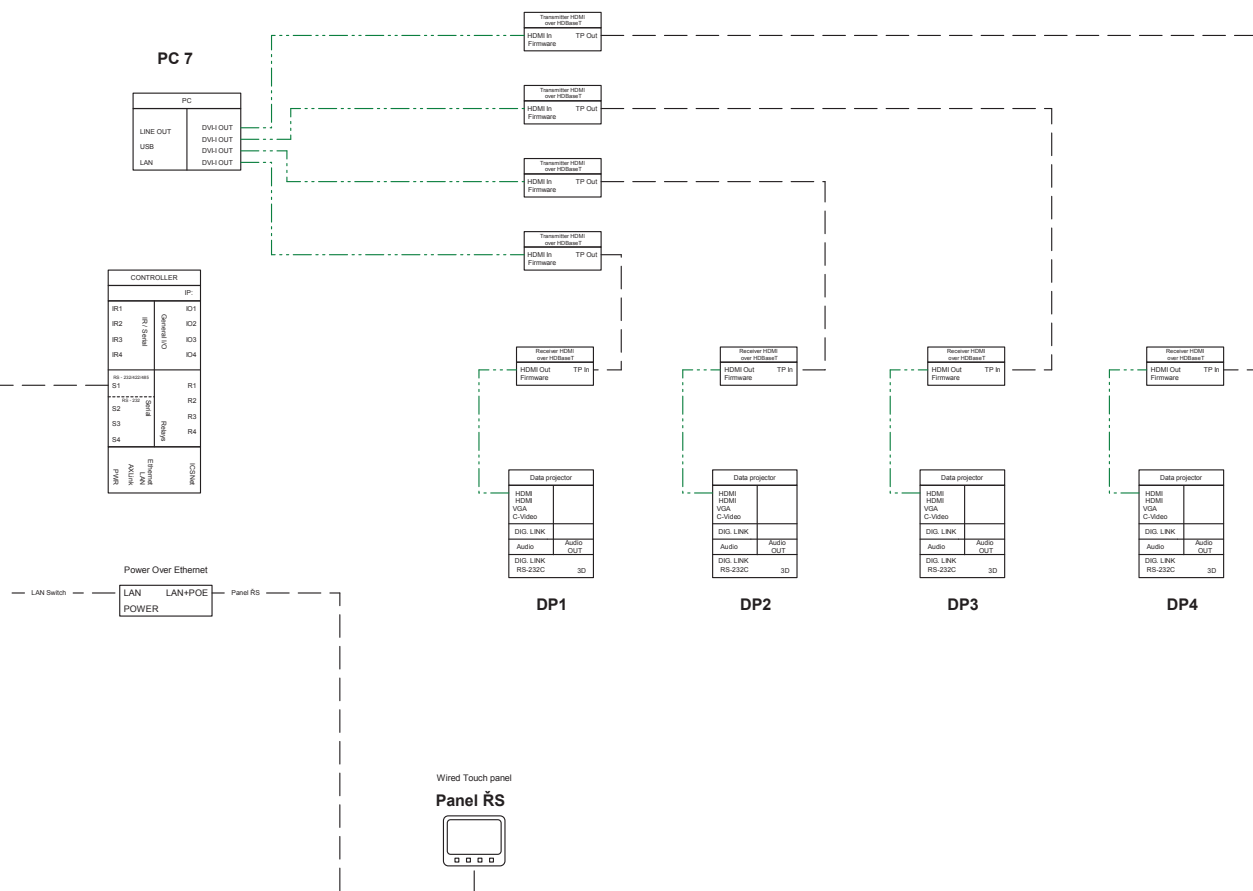 Transmitter HDMI
over HDBaseT
HDMI In TP Out
Firmware
PC 7
Transmitter HDMI
over HDBaseT
HDMI In TP Out
Firmware
PC
LINE OUT
USB
LAN
DVI-I OUT
DVI-I OUT
DVI-I OUT
DVI-I OUT
Transmitter HDMI
over HDBaseT
HDMI In TP Out
Firmware
Transmitter HDMI
over HDBaseT
HDMI In TP Out
Firmware
CONTROLLER
IP:
IR1 IO1
IR2 IO2
IR3 IO3
IR4 IO4
IR / Serial
General I/O
RS - 232/422/485
S1 R1
RS - 232
S2 R2
S3 R3
S4 R4
Serial
Relays
PWR
AXLink
LAN
Ethernet
ICSNet
Receiver HDMI
over HDBaseT
HDMI Out TP In
Firmware
Receiver HDMI
over HDBaseT
HDMI Out TP In
Firmware
Receiver HDMI
over HDBaseT
HDMI Out TP In
Firmware
Receiver HDMI
over HDBaseT
HDMI Out TP In
Firmware
Data projector
HDMI
HDMI
VGA
C-Video
DIG. LINK
Audio Audio
OUT
DIG. LINK
RS-232C 3D
DP1
Data projector
HDMI
HDMI
VGA
C-Video
DIG. LINK
Audio Audio
OUT
DIG. LINK
RS-232C 3D
DP2
Data projector
HDMI
HDMI
VGA
C-Video
DIG. LINK
Audio Audio
OUT
DIG. LINK
RS-232C 3D
DP3
Data projector
HDMI
HDMI
VGA
C-Video
DIG. LINK
Audio Audio
OUT
DIG. LINK
RS-232C 3D
DP4
Power Over Ethernet
LAN Switch
LAN LAN+POE
POWER
Panel ŘS
Wired Touch panel
Panel ŘS